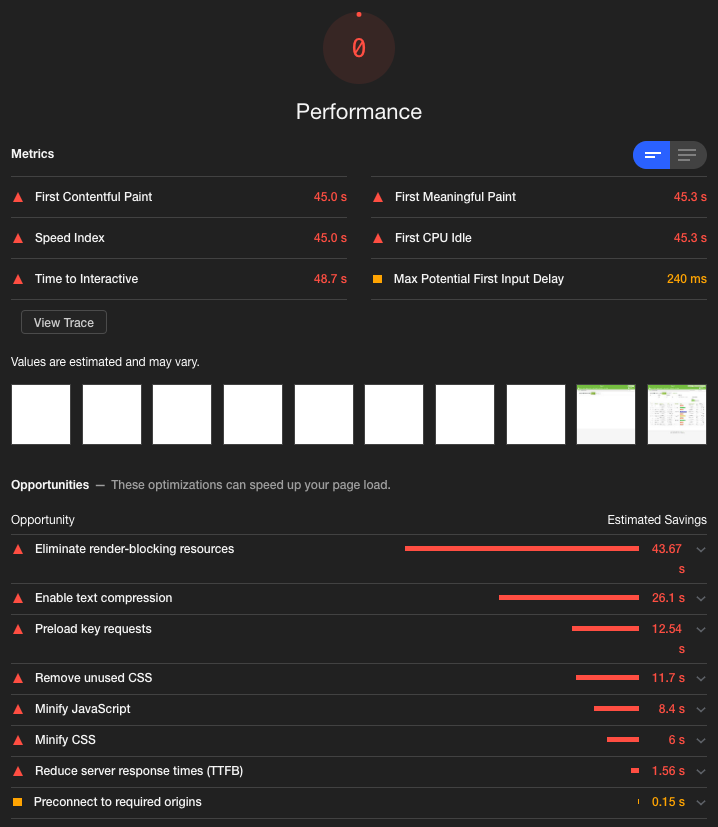 0
Performance
Metrics
First Contentful Paint 45.0 s
First Meaningful Paint 45.3 s
Speed Index 45.0 s
First CPU Idle 45.3 s
Time to Interactive 48.7 s
Max Potential First Input Delay 240 ms
View Trace
Values are estimated and may vary.
Opportunities — These optimizations can speed up your page load.
Opportunity Estimated Savings
Eliminate render-blocking resources 43.67
s
Enable text compression 26.1 s
Preload key requests 12.54
s
Remove unused CSS 11.7 s
Minify JavaScript 8.4 s
Minify CSS 6 s
Reduce server response times (TTFB) 1.56 s
Preconnect to required origins 0.15 s